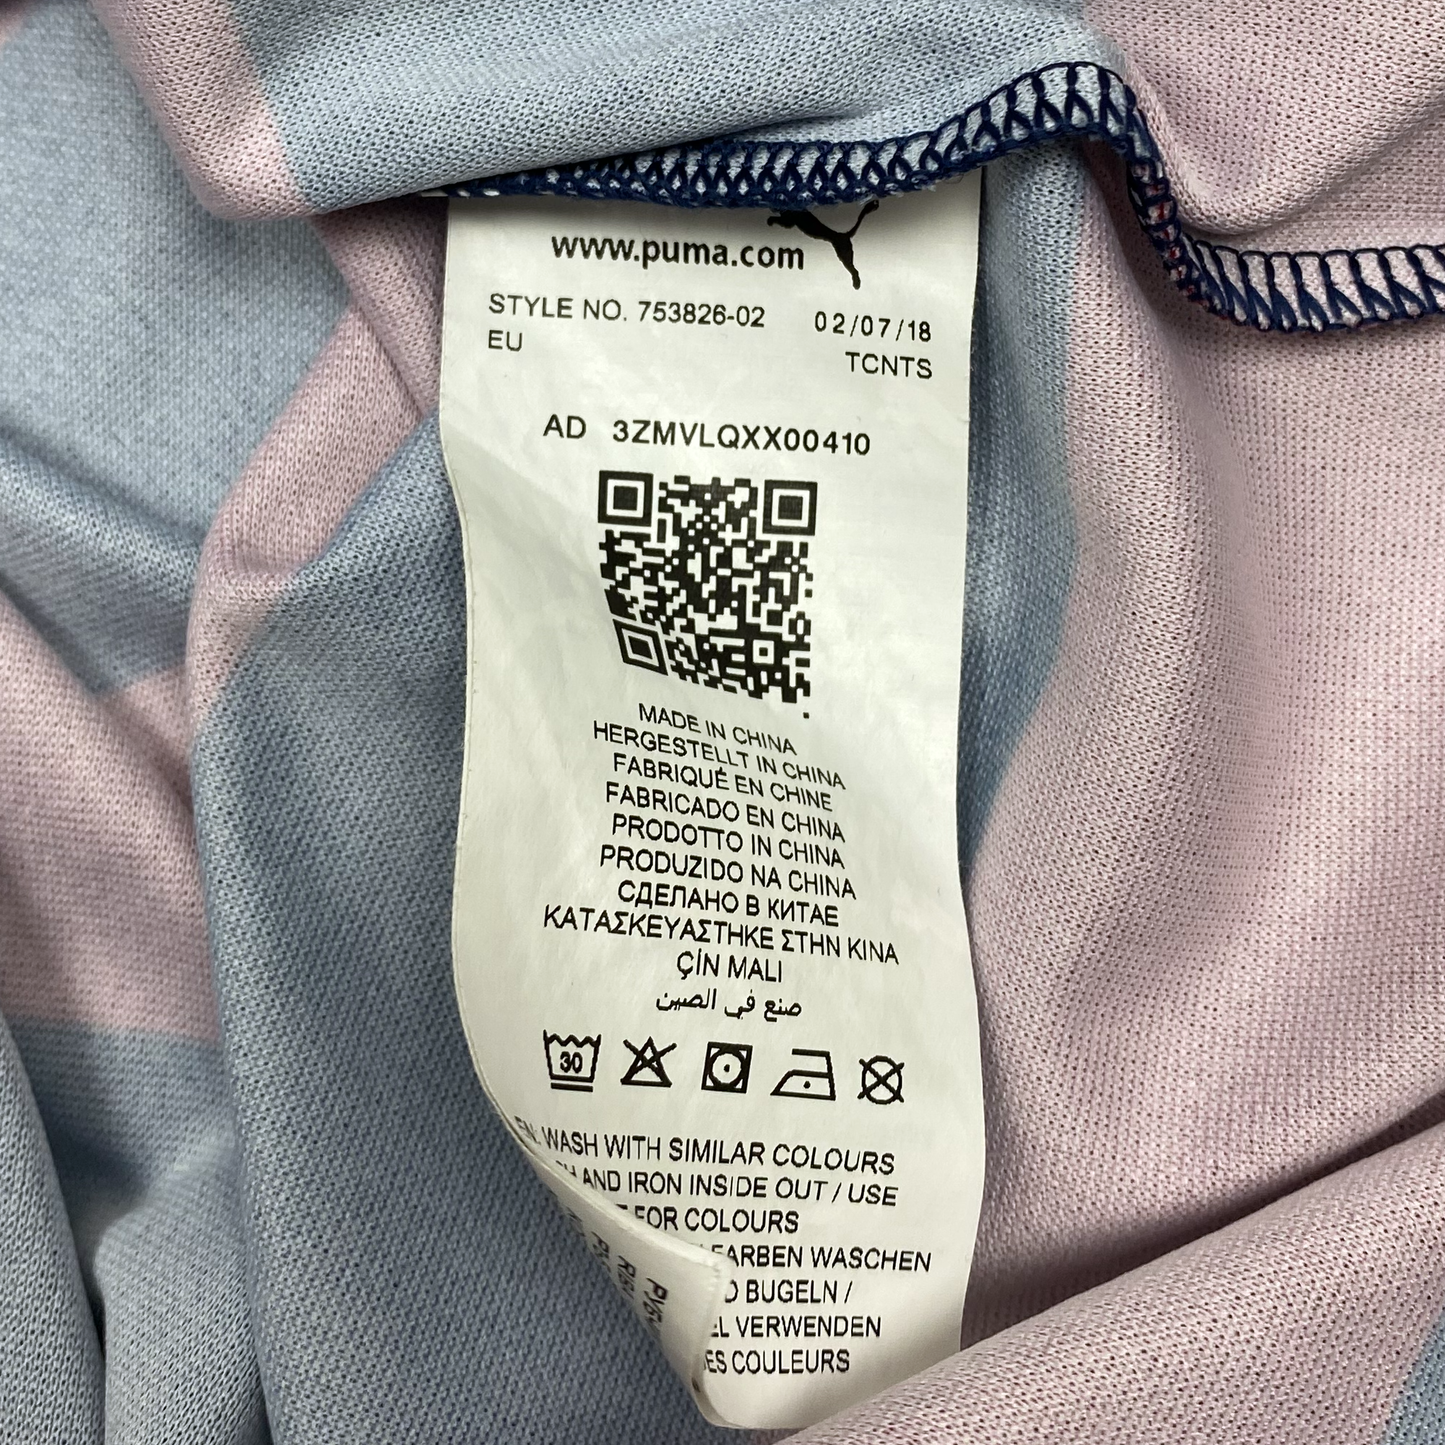 www.puma.com
STYLE NO. 753826-02 02/07/18
EU TCNTS
AD 3ZMVLQXX00410
MADE IN CHINA
HERGESTELLT IN CHINA
FABRIQUÉ EN CHINE
FABRICADO EN CHINA
PRODOTTO IN CHINA
PRODUZIDO NA CHINA
СДЕЛАНО В КИТАЕ
ΚΑΤΑΣΚΕΥΑΣΤΗΚΕ ΣΤΗΝ ΚΙΝΑ
ÇİN MALI
صنع في الصين
30
EN: WASH WITH SIMILAR COLOURS
AND IRON INSIDE OUT / USE
FOR COLOURS
FARBEN WASCHEN
BUGELN /
VERWENDEN
COULEURS